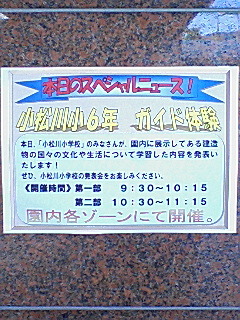 本日のスペシャルニュース！
小松川小６年　ガイド体験
本日、「小松川小学校」のみなさんが、園内に展示してある建造
物の国々の文化や生活について学習した内容を発表い
たします！
ぜひ、小松川小学校の発表会をお楽しみください。
《開催時間》第一部　９：３０～１０：１５
第二部　１０：３０～１１：１５
園内各ゾーンにて開催。